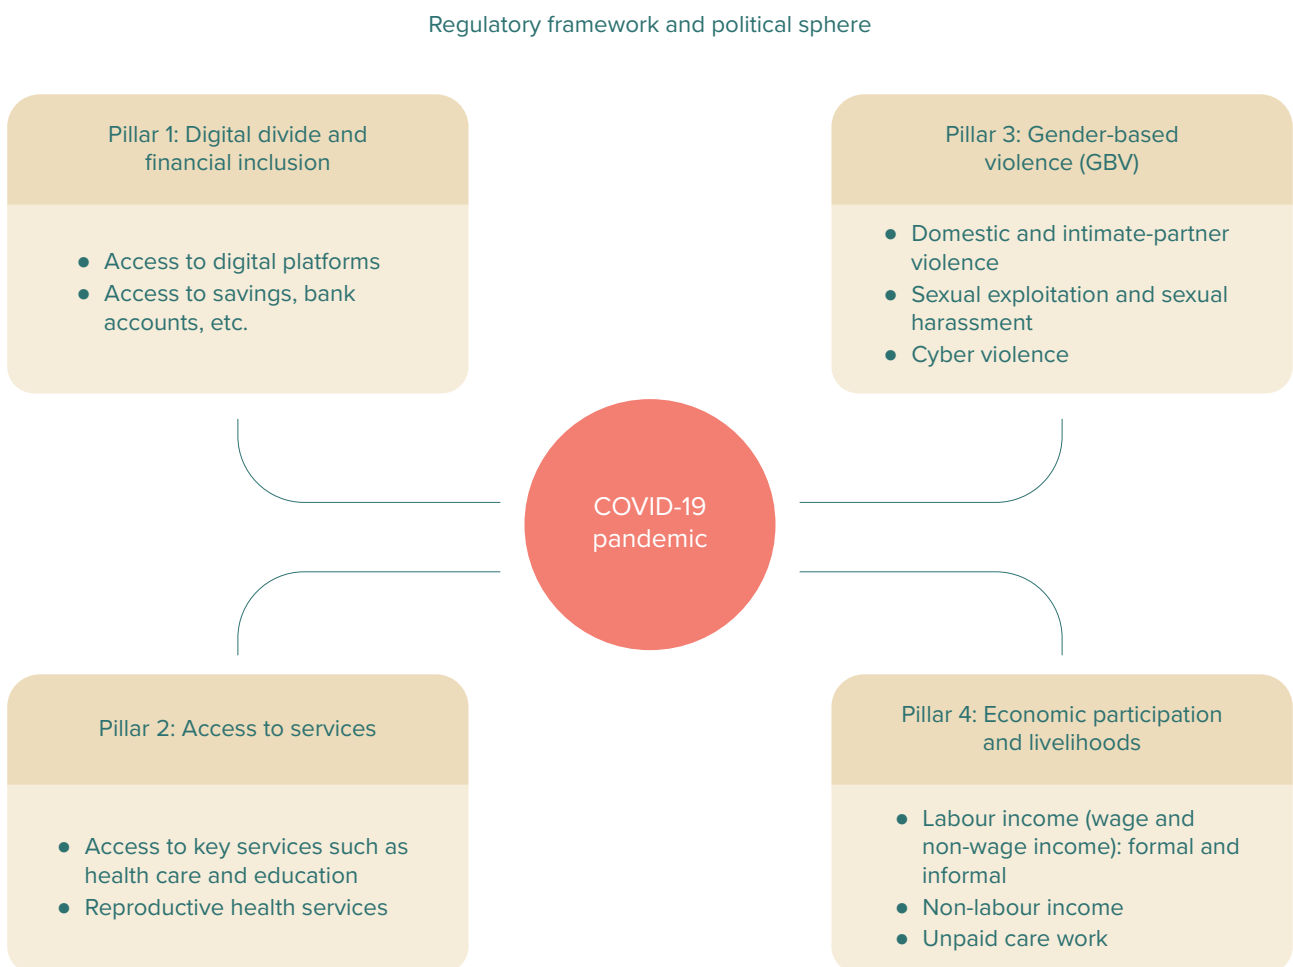 Regulatory framework and political sphere
Pillar 1: Digital divide and
financial inclusion
● Access to digital platforms
● Access to savings, bank
accounts, etc.
Pillar 3: Gender-based
violence (GBV)
● Domestic and intimate-partner
violence
● Sexual exploitation and sexual
harassment
● Cyber violence
COVID-19
pandemic
Pillar 2: Access to services
● Access to key services such as
health care and education
● Reproductive health services
Pillar 4: Economic participation
and livelihoods
● Labour income (wage and
non-wage income): formal and
informal
● Non-labour income
● Unpaid care work